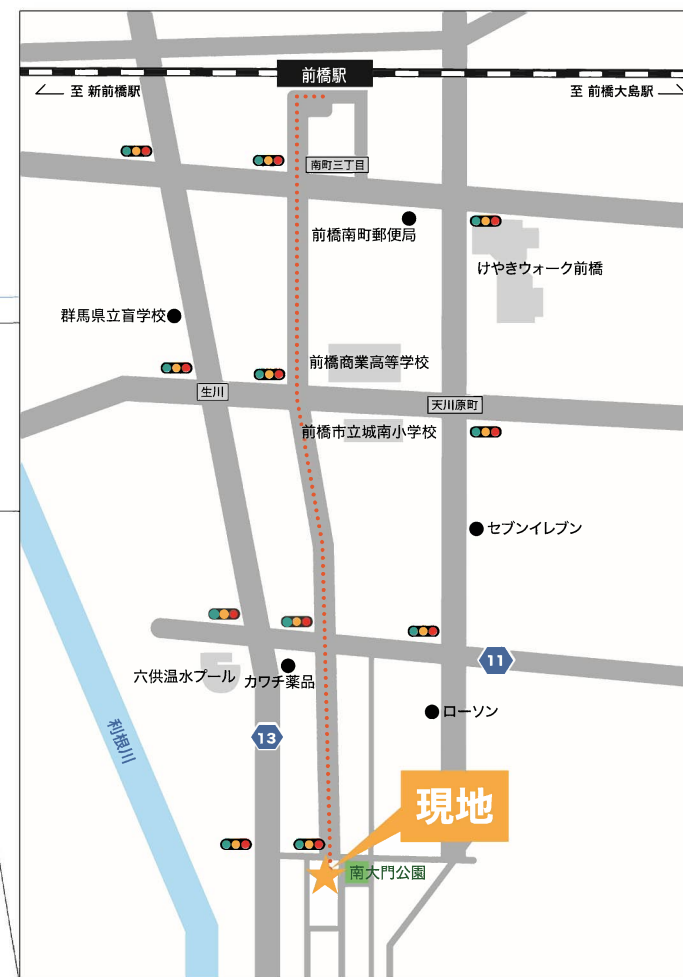 前橋駅
至 新前橋駅
至 前橋大島駅
南町三丁目
前橋南町郵便局
けやきウォーク前橋
群馬県立盲学校
前橋商業高等学校
生川
天川原町
前橋市立城南小学校
セブンイレブン
11
六供温水プール
カワチ薬品
ローソン
13
利根川
現地
南大門公園